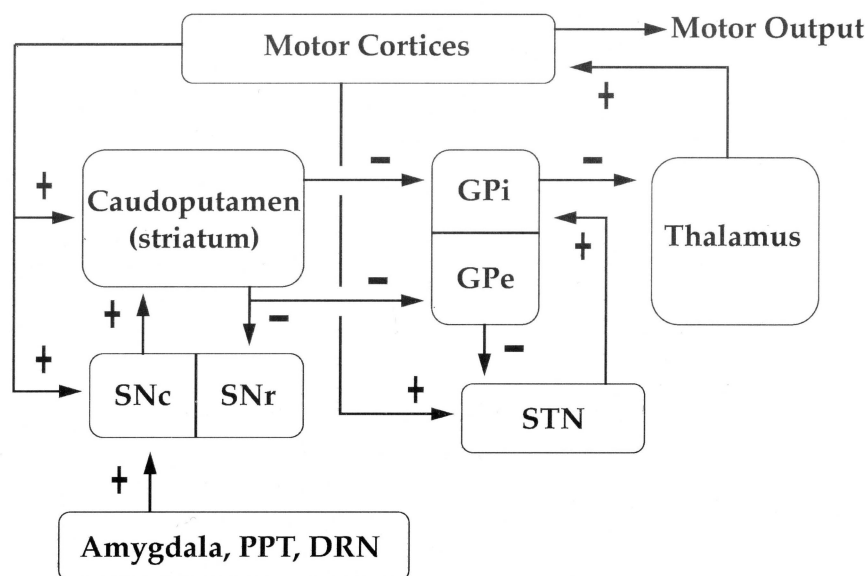 Motor Cortices
Motor Output
+
- 
-
+
Caudoputamen
(striatum)
GPi
GPe
+
Thalamus
-
+
-
+
-
+
SNc
SNr
+
STN
+
Amygdala, PPT, DRN